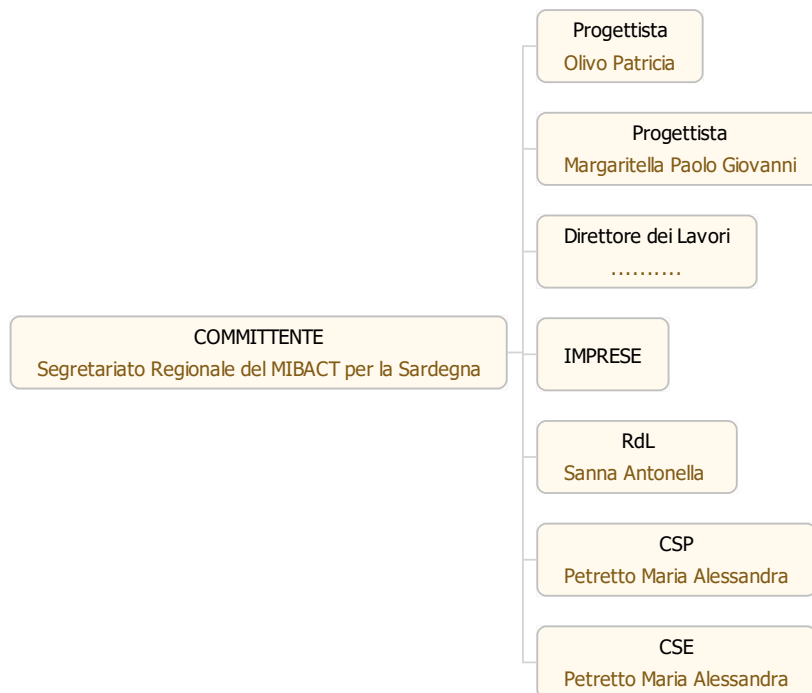 Progettista
Olivo Patricia
Progettista
Margaritella Paolo Giovanni
Direttore dei Lavori
..........
COMMITTENTE
Segretariato Regionale del MIBACT per la Sardegna
IMPRESE
RdL
Sanna Antonella
CSP
Petretto Maria Alessandra
CSE
Petretto Maria Alessandra